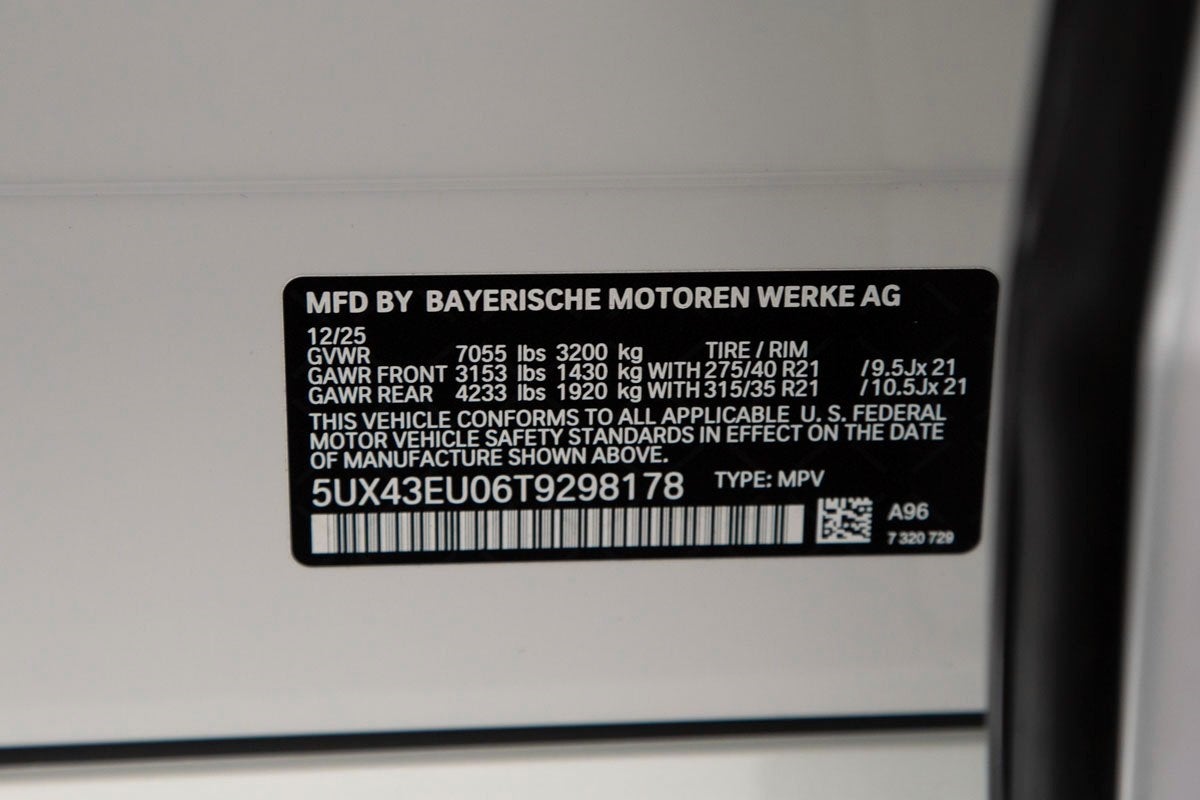 MFD BY BAYERISCHE MOTOREN WERKE AG
12/25
GVWR 7055 lbs 3200 kg TIRE / RIM
GAWR FRONT 3153 lbs 1430 kg WITH 275/40 R21 /9.5Jx 21
GAWR REAR 4233 lbs 1920 kg WITH 315/35 R21 /10.5Jx 21
THIS VEHICLE CONFORMS TO ALL APPLICABLE U. S. FEDERAL
MOTOR VEHICLE SAFETY STANDARDS IN EFFECT ON THE DATE
OF MANUFACTURE SHOWN ABOVE.
5UX43EU06T9298178 TYPE: MPV
A96
7 320 729